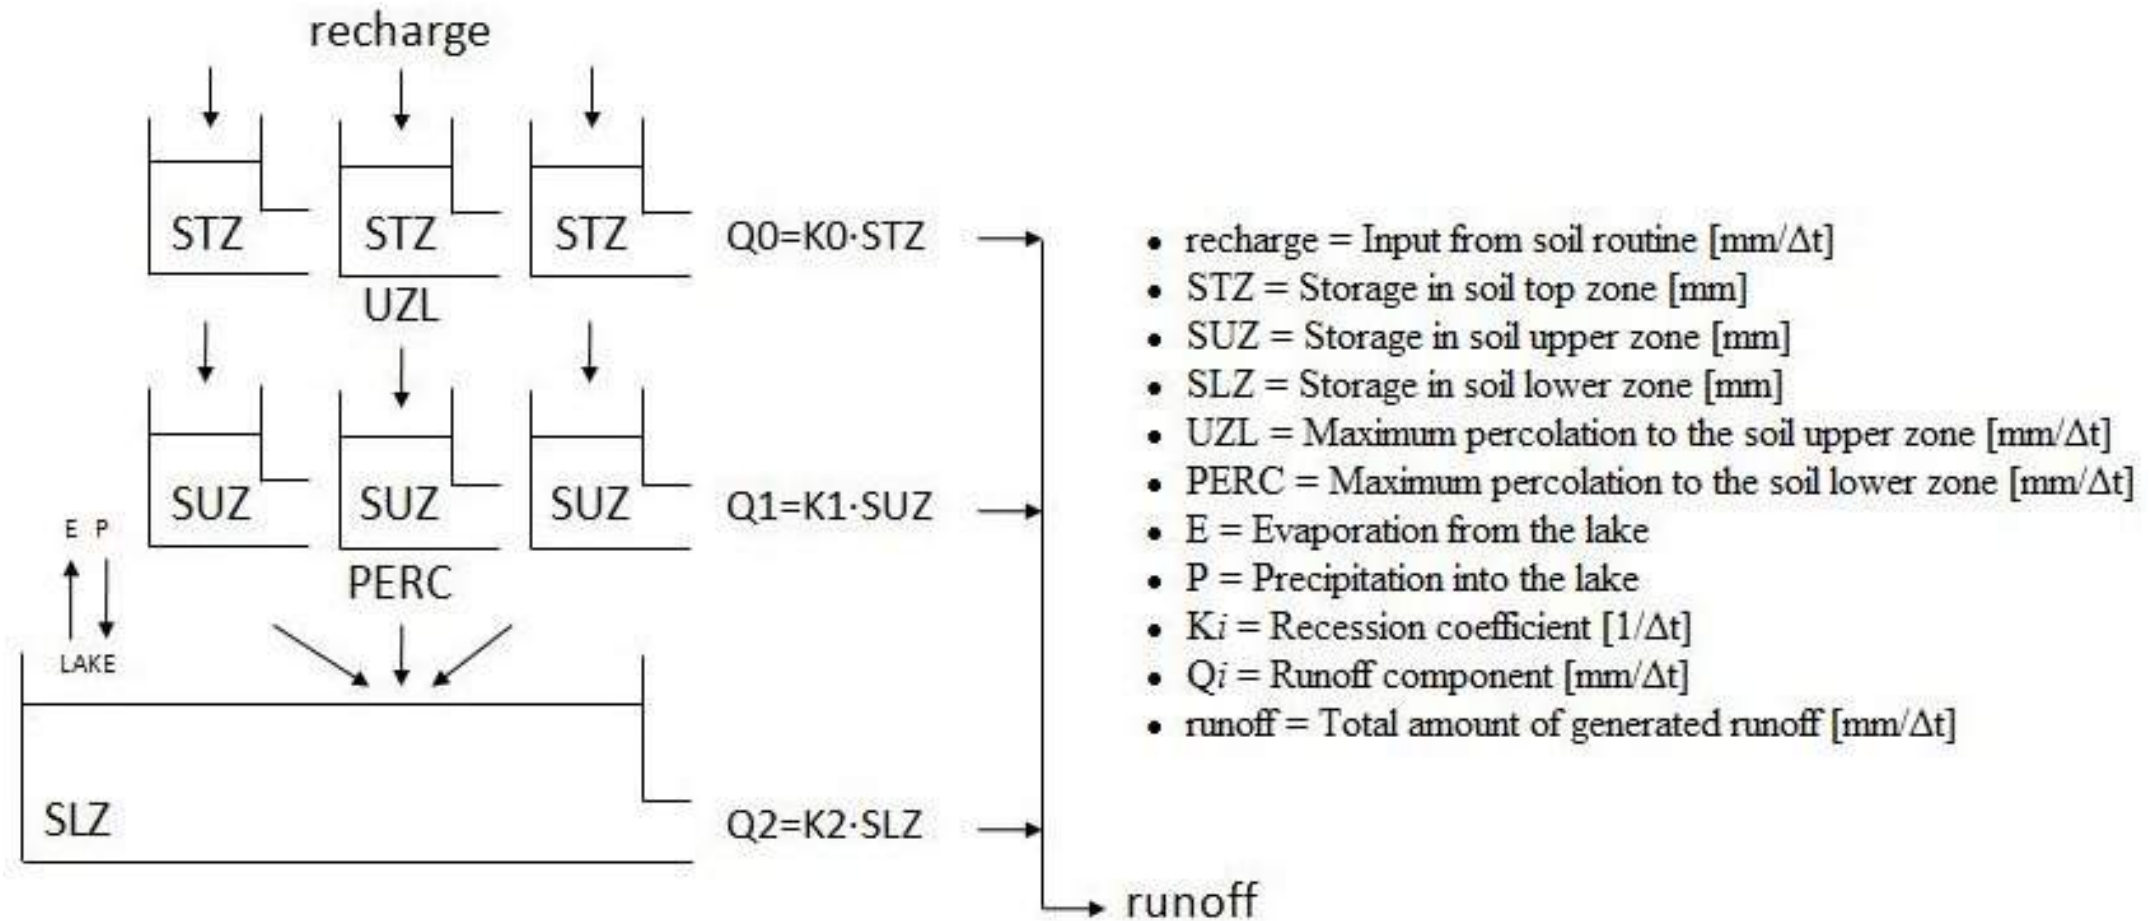 recharge
STZ STZ STZ Q0=K0·STZ
UZL
SUZ SUZ SUZ Q1=K1·SUZ
E P
PERC
LAKE
SLZ Q2=K2·SLZ
runoff
• recharge = Input from soil routine [mm/Δt]
• STZ = Storage in soil top zone [mm]
• SUZ = Storage in soil upper zone [mm]
• SLZ = Storage in soil lower zone [mm]
• UZL = Maximum percolation to the soil upper zone [mm/Δt]
• PERC = Maximum percolation to the soil lower zone [mm/Δt]
• E = Evaporation from the lake
• P = Precipitation into the lake
• Ki = Recession coefficient [1/Δt]
• Qi = Runoff component [mm/Δt]
• runoff = Total amount of generated runoff [mm/Δt]